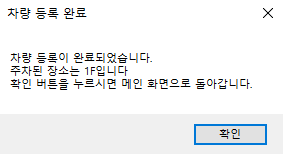 차량 등록 완료
차량 등록이 완료되었습니다.
주차된 장소는 1F입니다
확인 버튼을 누르시면 메인 화면으로 돌아갑니다.
확인